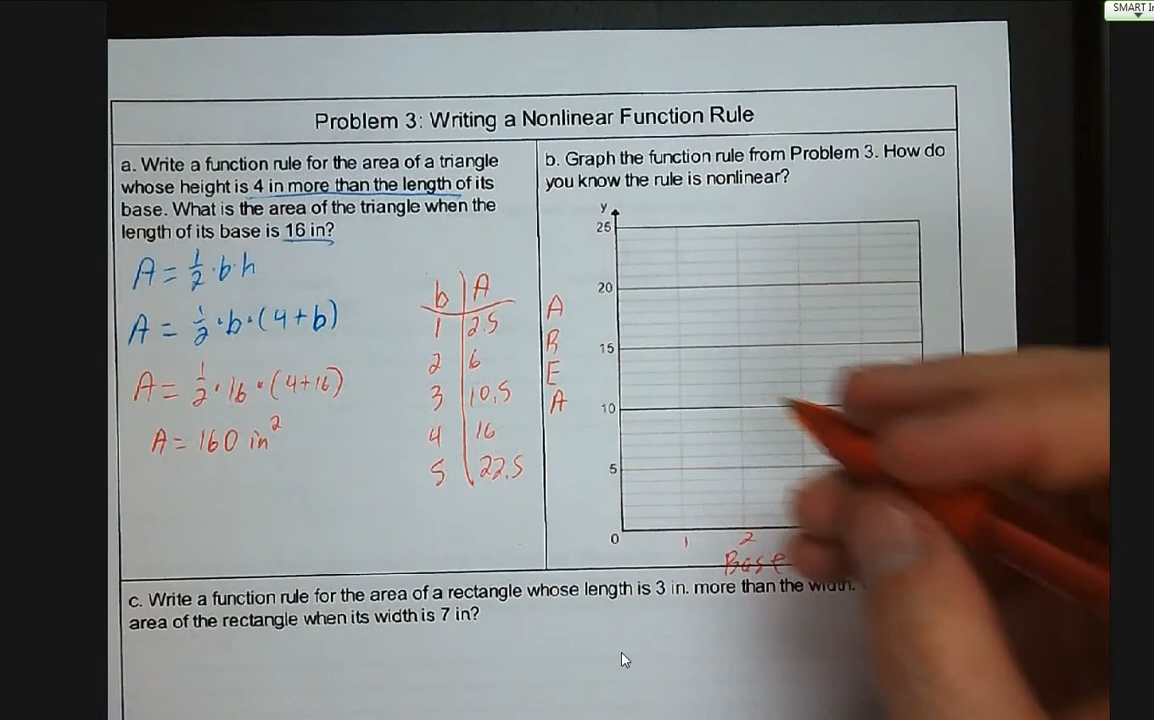 SMART In
Problem 3: Writing a Nonlinear Function Rule
a. Write a function rule for the area of a triangle
whose height is 4 in more than the length of its
base. What is the area of the triangle when the
length of its base is 16 in?
A = 1/2 · b · h
A = 1/2 · b · (4+b)
A = 1/2 · 16 · (4+16)
A = 160 in²
b | A
1 | 2.5
2 | 6
3 | 10.5
4 | 16
5 | 22.5
b. Graph the function rule from Problem 3. How do
you know the rule is nonlinear?
y
25
20
15
10
5
0
AREA
1 2
Base
c. Write a function rule for the area of a rectangle whose length is 3 in. more than the width.
area of the rectangle when its width is 7 in?